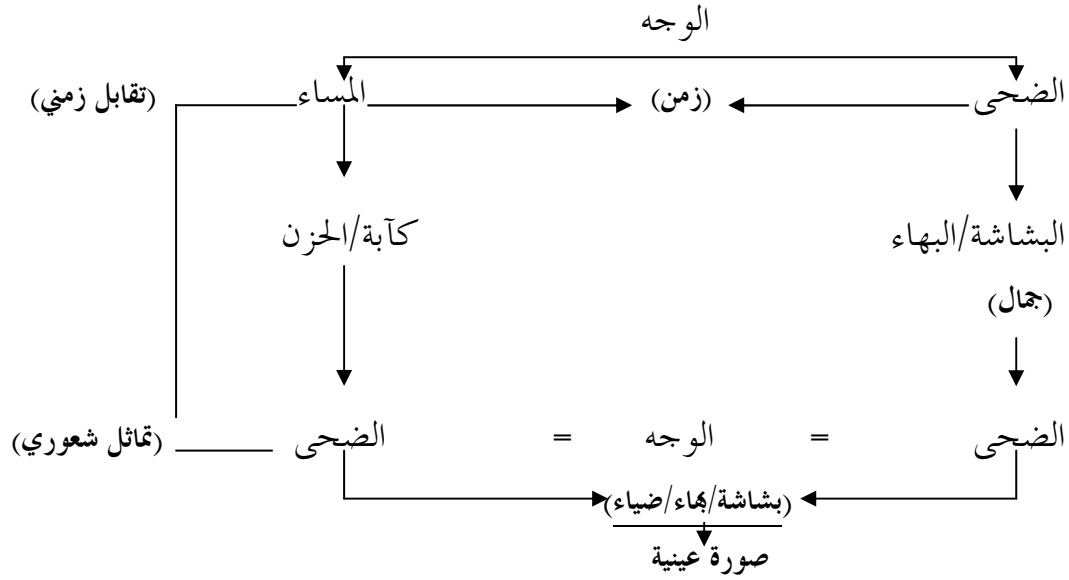 الوجه
الضحى (زمن) المساء (تقابل زمني)
البشاشة/البهاء كآبة/الحزن
(جمال)
الضحى = الوجه = الضحى (تماثل شعوري)
(بشاشة/بهاء/ضياء)
صورة عينية